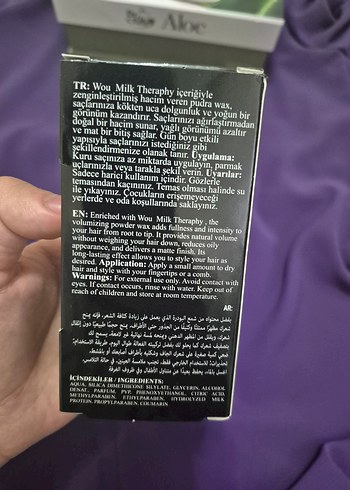 Aloe
TR: Wou Milk Theraphy içeriğiyle
zenginleştirilmiş hacim veren pudra wax,
saçlarınıza kökten uca dolgunluk ve yoğun bir
görünüm kazandırır. Saçlarınızı ağırlaştırmadan
doğal bir hacim sunar, yağlı görünümü azaltır
ve mat bir bitiş sağlar. Gün boyu etkili
yapısıyla saçlarınızı istediğiniz gibi
şekillendirmenize olanak tanır. Uygulama:
Kuru saçınıza az miktarda uygulayın, parmak
uçlarınızla veya tarakla şekil verin. Uyarılar:
Sadece harici kullanım içindir. Gözlerle
temasından kaçınınız. Temas olması halinde su
ile yıkayınız. Çocukların erişemeyeceği
yerlerde ve oda koşullarında saklayınız.
EN: Enriched with Wou Milk Theraphy , the
volumizing powder wax adds fullness and intensity to
your hair from root to tip. It provides natural volume
without weighing your hair down, reduces oily
appearance, and delivers a matte finish. Its
long-lasting effect allows you to style your hair as
desired. Application: Apply a small amount to dry
hair and style with your fingertips or a comb.
Warnings: For external use only. Avoid contact with
eyes. If contact occurs, rinse with water. Keep out of
reach of children and store at room temperature.
AR:
İÇİNDEKİLER / INGREDIENTS:
AQUA, SILICA DIMETHICONE SILYLATE, GLYCERIN, ALCOHOL
DENAT, PARFUM, PVP, PHENOXYETHANOL, CITRIC ACID,
METHYLPARABEN, ETHYLPARABEN, HYDROLYZED MILK
PROTEIN, PROPYLPARABEN, COUMARIN